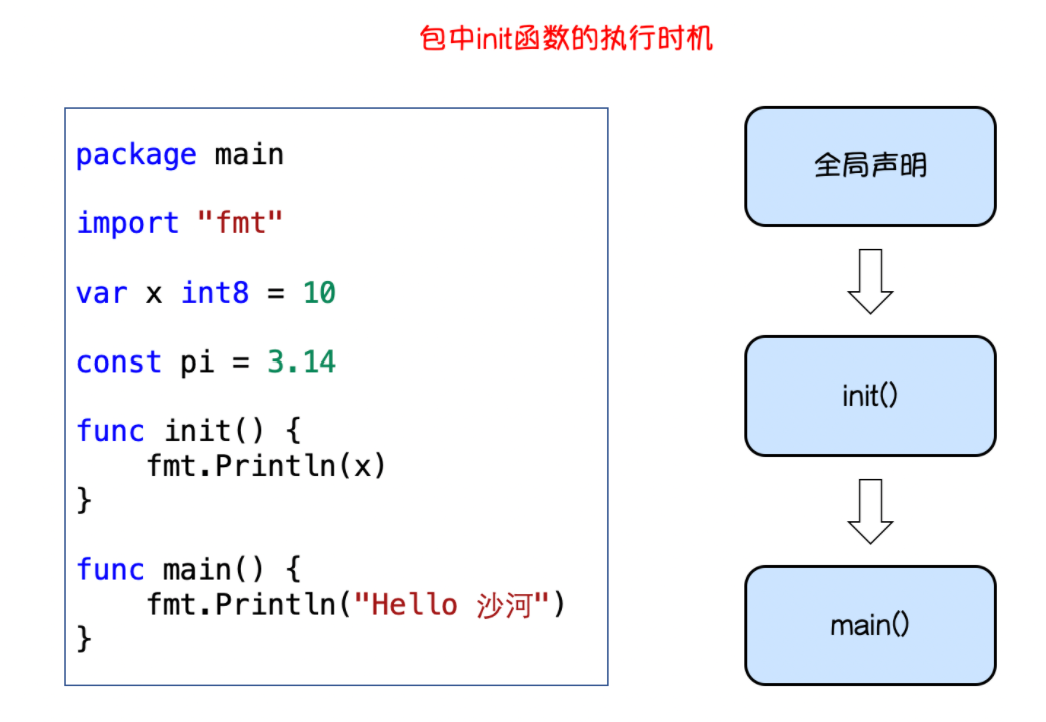 包中init函数的执行时机
package main
import "fmt"
var x int8 = 10
const pi = 3.14
func init() {
    fmt.Println(x)
}
func main() {
    fmt.Println("Hello 沙河")
}
全局声明
init()
main()